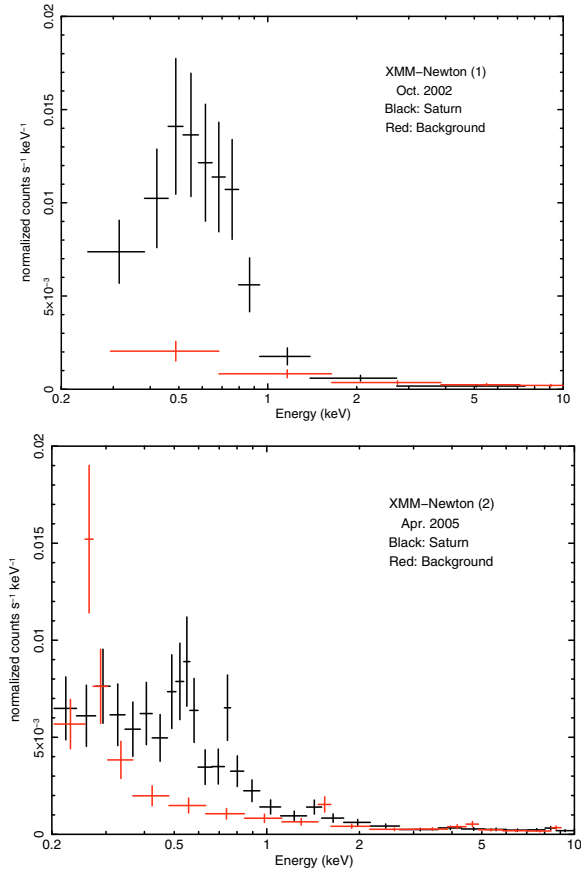 0.02
0.015
0.01
5×10⁻³
0
normalized counts s⁻¹ keV⁻¹
XMM−Newton (1)
Oct. 2002
Black: Saturn
Red: Background
0.2 0.5 1 2 5 10
Energy (keV)
0.02
0.015
0.01
5×10⁻³
0
normalized counts s⁻¹ keV⁻¹
XMM−Newton (2)
Apr. 2005
Black: Saturn
Red: Background
0.2 0.5 1 2 5 10
Energy (keV)